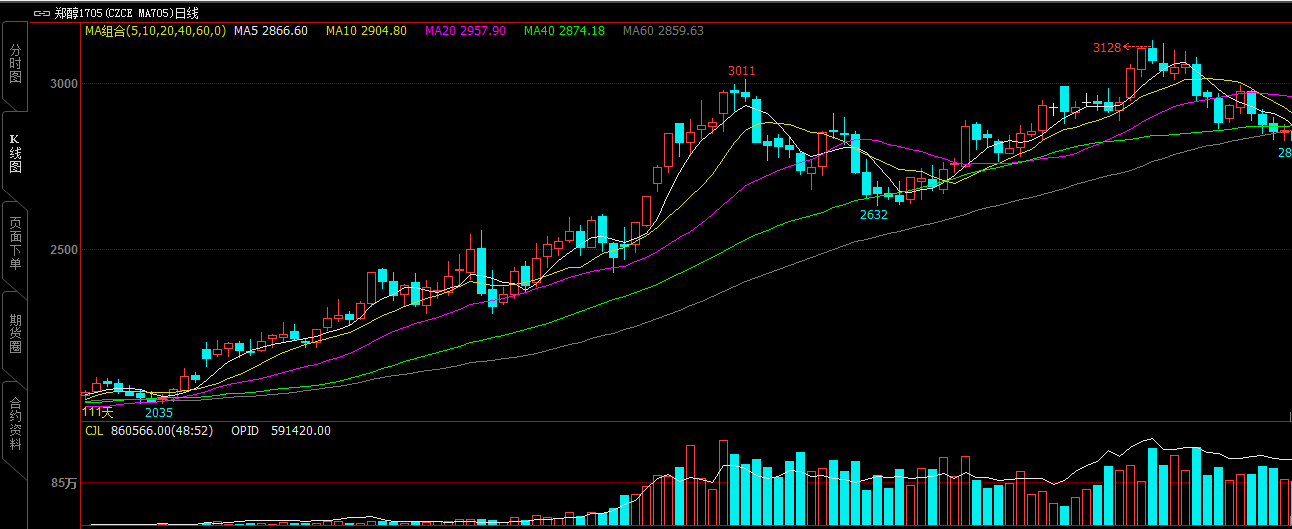 郑醇1705(CZCE MA705)日线
MA组合(5,10,20,40,60,0) MA5 2866.60 MA10 2904.80 MA20 2957.90 MA40 2874.18 MA60 2859.63
分时图
K线图
页面下单
期货圈
合约资料
3128
3011
3000
28
2632
2500
111天
2035
CJL 860566.00(48:52) OPID 591420.00
85万